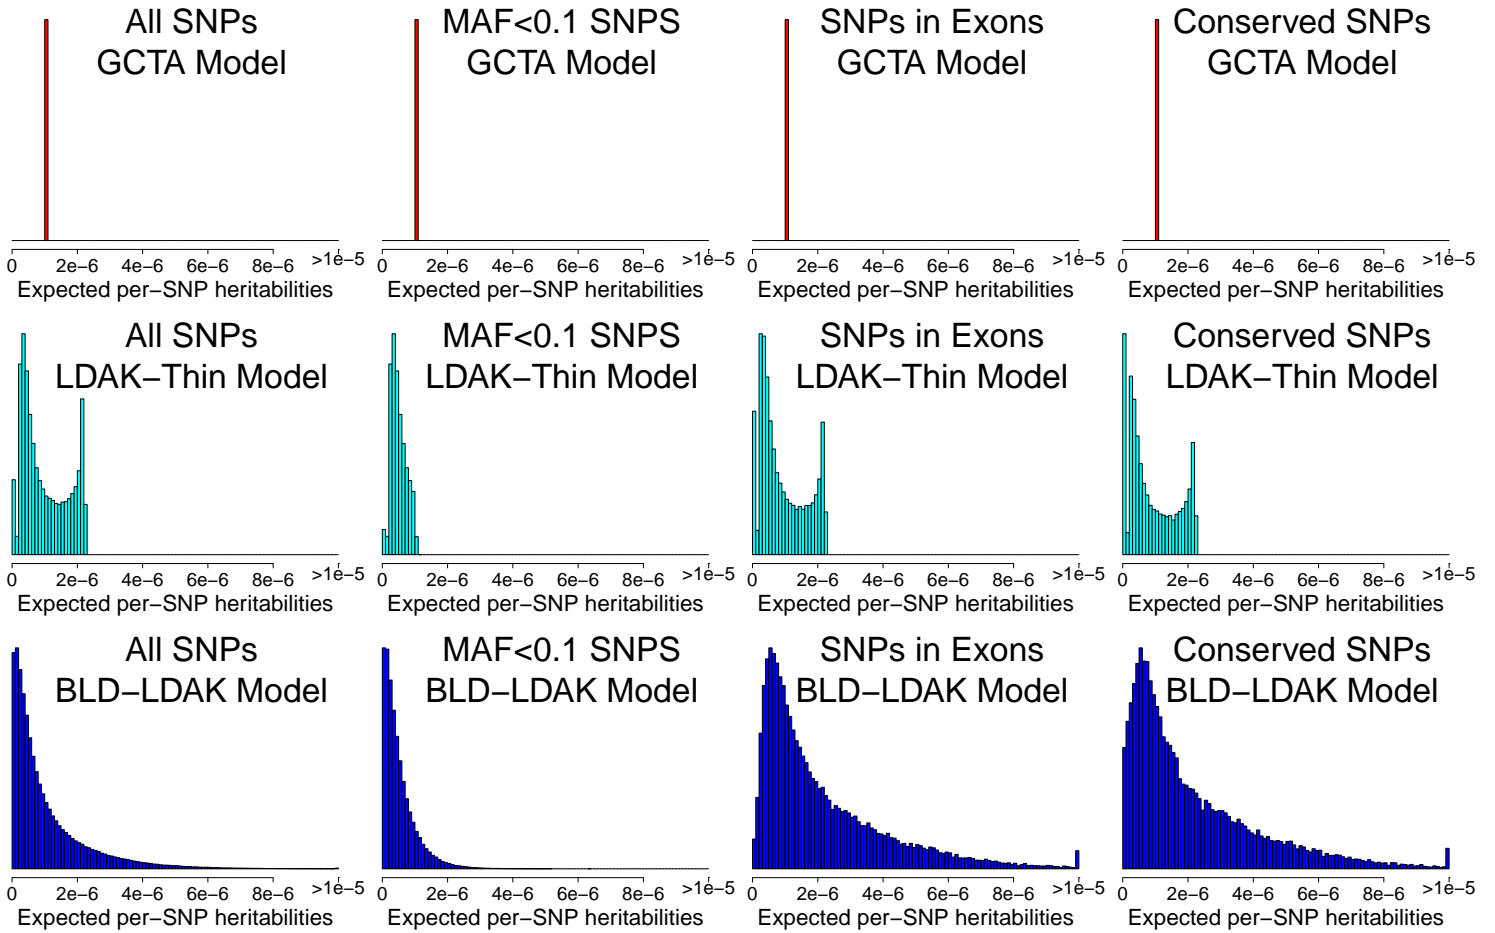 All SNPs
GCTA Model
0 2e−6 4e−6 6e−6 8e−6 >1e−5
Expected per−SNP heritabilities
MAF<0.1 SNPS
GCTA Model
0 2e−6 4e−6 6e−6 8e−6 >1e−5
Expected per−SNP heritabilities
SNPs in Exons
GCTA Model
0 2e−6 4e−6 6e−6 8e−6 >1e−5
Expected per−SNP heritabilities
Conserved SNPs
GCTA Model
0 2e−6 4e−6 6e−6 8e−6 >1e−5
Expected per−SNP heritabilities
All SNPs
LDAK−Thin Model
0 2e−6 4e−6 6e−6 8e−6 >1e−5
Expected per−SNP heritabilities
MAF<0.1 SNPS
LDAK−Thin Model
0 2e−6 4e−6 6e−6 8e−6 >1e−5
Expected per−SNP heritabilities
SNPs in Exons
LDAK−Thin Model
0 2e−6 4e−6 6e−6 8e−6 >1e−5
Expected per−SNP heritabilities
Conserved SNPs
LDAK−Thin Model
0 2e−6 4e−6 6e−6 8e−6 >1e−5
Expected per−SNP heritabilities
All SNPs
BLD−LDAK Model
0 2e−6 4e−6 6e−6 8e−6 >1e−5
Expected per−SNP heritabilities
MAF<0.1 SNPS
BLD−LDAK Model
0 2e−6 4e−6 6e−6 8e−6 >1e−5
Expected per−SNP heritabilities
SNPs in Exons
BLD−LDAK Model
0 2e−6 4e−6 6e−6 8e−6 >1e−5
Expected per−SNP heritabilities
Conserved SNPs
BLD−LDAK Model
0 2e−6 4e−6 6e−6 8e−6 >1e−5
Expected per−SNP heritabilities